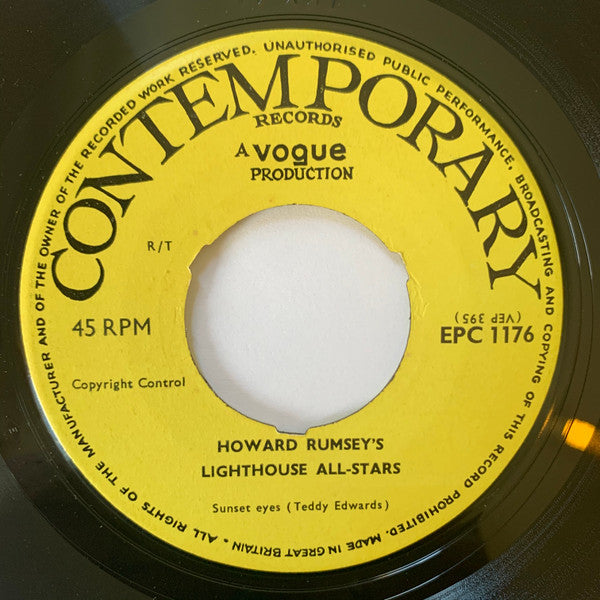 ALL RIGHTS OF THE MANUFACTURER AND OF THE OWNER OF THE RECORDED WORK RESERVED. UNAUTHORISED PUBLIC PERFORMANCE, BROADCASTING AND COPYING OF THIS RECORD PROHIBITED. MADE IN GREAT BRITAIN •
CONTEMPORARY
RECORDS
A vogue
PRODUCTION
R/T
45 RPM
(VEP 395)
EPC 1176
Copyright Control
HOWARD RUMSEY'S
LIGHTHOUSE ALL-STARS
Sunset eyes (Teddy Edwards)